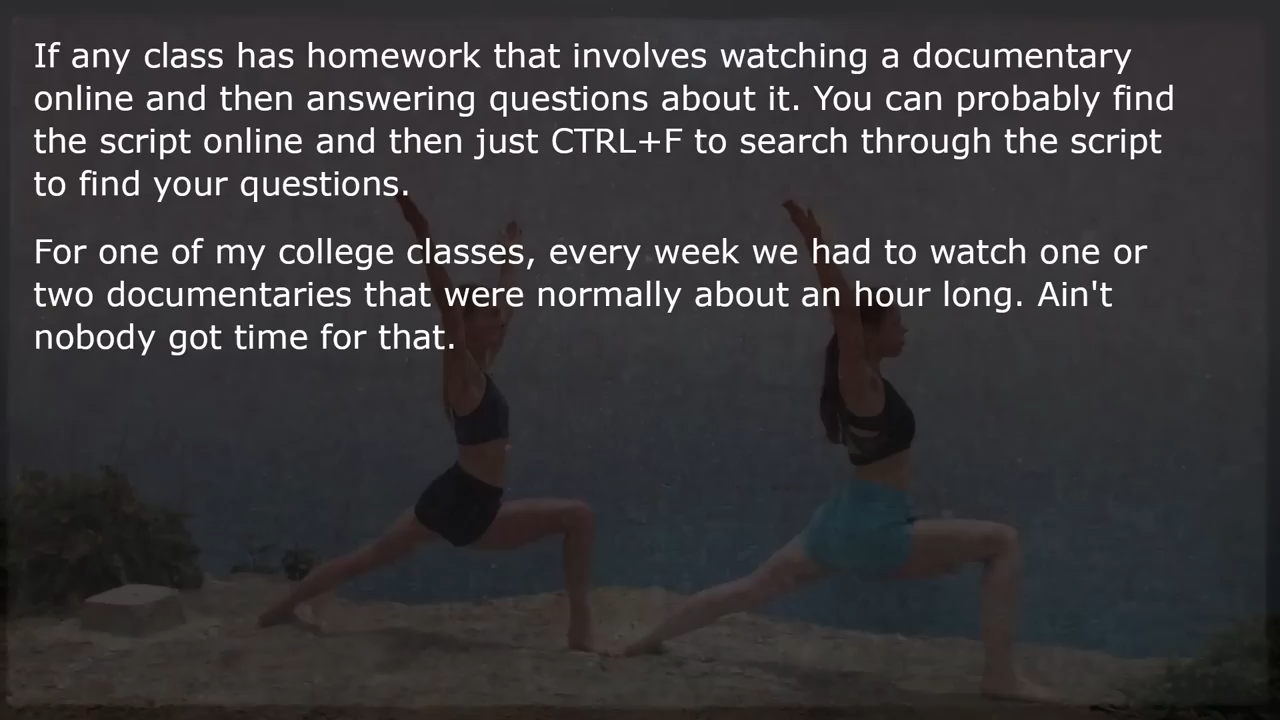 If any class has homework that involves watching a documentary
online and then answering questions about it. You can probably find
the script online and then just CTRL+F to search through the script
to find your questions.
For one of my college classes, every week we had to watch one or
two documentaries that were normally about an hour long. Ain't
nobody got time for that.